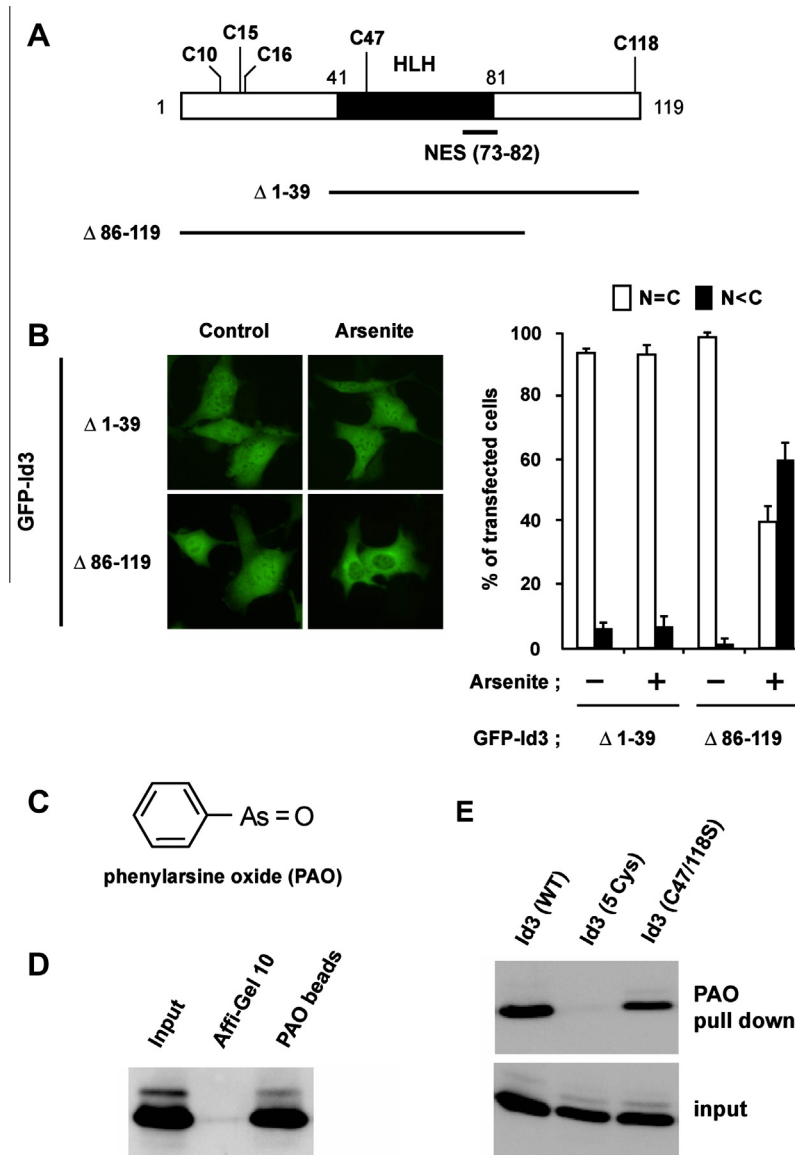 A
C10
C15
C16
C47
HLH
C118
41
81
1
119
NES (73-82)
Δ 1-39
Δ 86-119
B
Control
Arsenite
GFP-Id3
Δ 1-39
Δ 86-119
N=C
N<C
% of transfected cells
100
80
60
40
20
0
Arsenite ; − + − +
GFP-Id3 ; Δ 1-39 Δ 86-119
C
As = O
phenylarsine oxide (PAO)
D
Input
Affi-Gel 10
PAO beads
E
Id3 (WT)
Id3 (5 Cys)
Id3 (C47/118S)
PAO
pull down
input